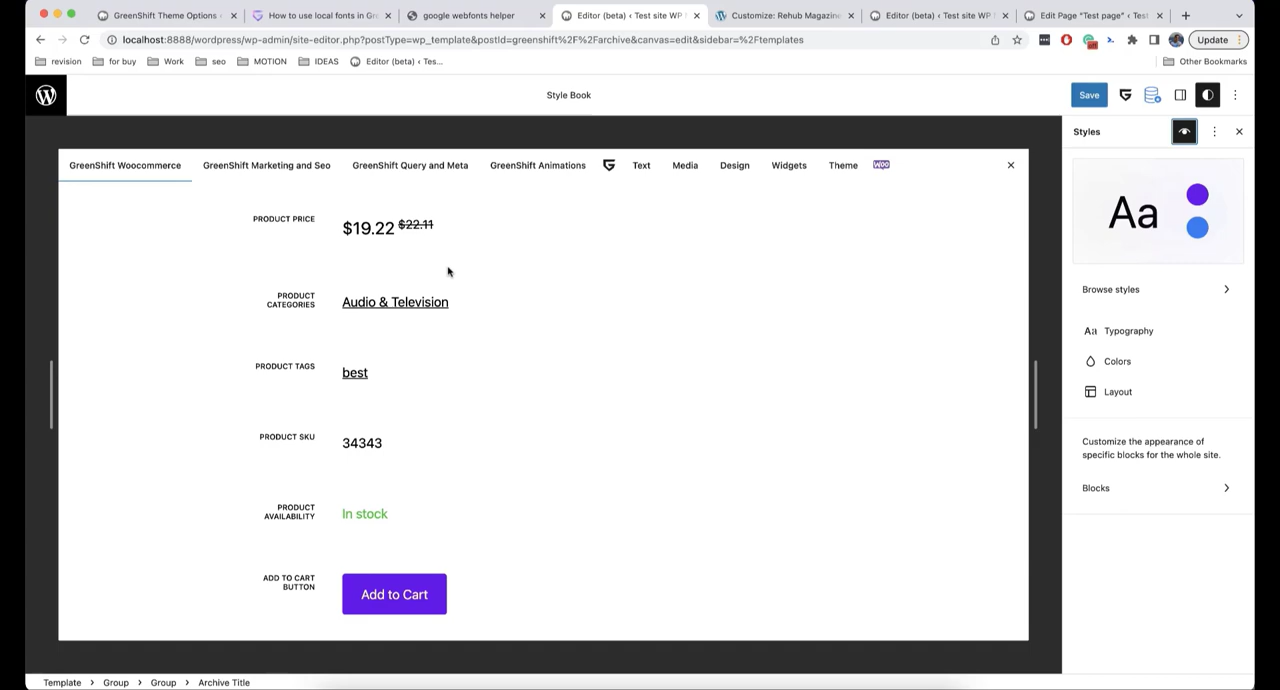 GreenShift Theme Options
How to use local fonts in Gr
google webfonts helper
Editor (beta) ‹ Test site WP
Customize: Rehub Magazine
Editor (beta) ‹ Test site WP
Edit Page "Test page" ‹ Test
localhost:8888/wordpress/wp-admin/site-editor.php?postType=wp_template&postId=greenshift%2F%2Farchive&canvas=edit&sidebar=%2Ftemplates
Update
revision
for buy
Work
seo
MOTION
IDEAS
Editor (beta) ‹ Tes...
Other Bookmarks
Style Book
Save
Styles
GreenShift Woocommerce
GreenShift Marketing and Seo
GreenShift Query and Meta
GreenShift Animations
Text
Media
Design
Widgets
Theme
Woo
PRODUCT PRICE
$19.22 $22.11
PRODUCT
CATEGORIES
Audio & Television
PRODUCT TAGS
best
PRODUCT SKU
34343
PRODUCT
AVAILABILITY
In stock
ADD TO CART
BUTTON
Add to Cart
Aa
Browse styles
Aa Typography
Colors
Layout
Customize the appearance of
specific blocks for the whole site.
Blocks
Template > Group > Group > Archive Title